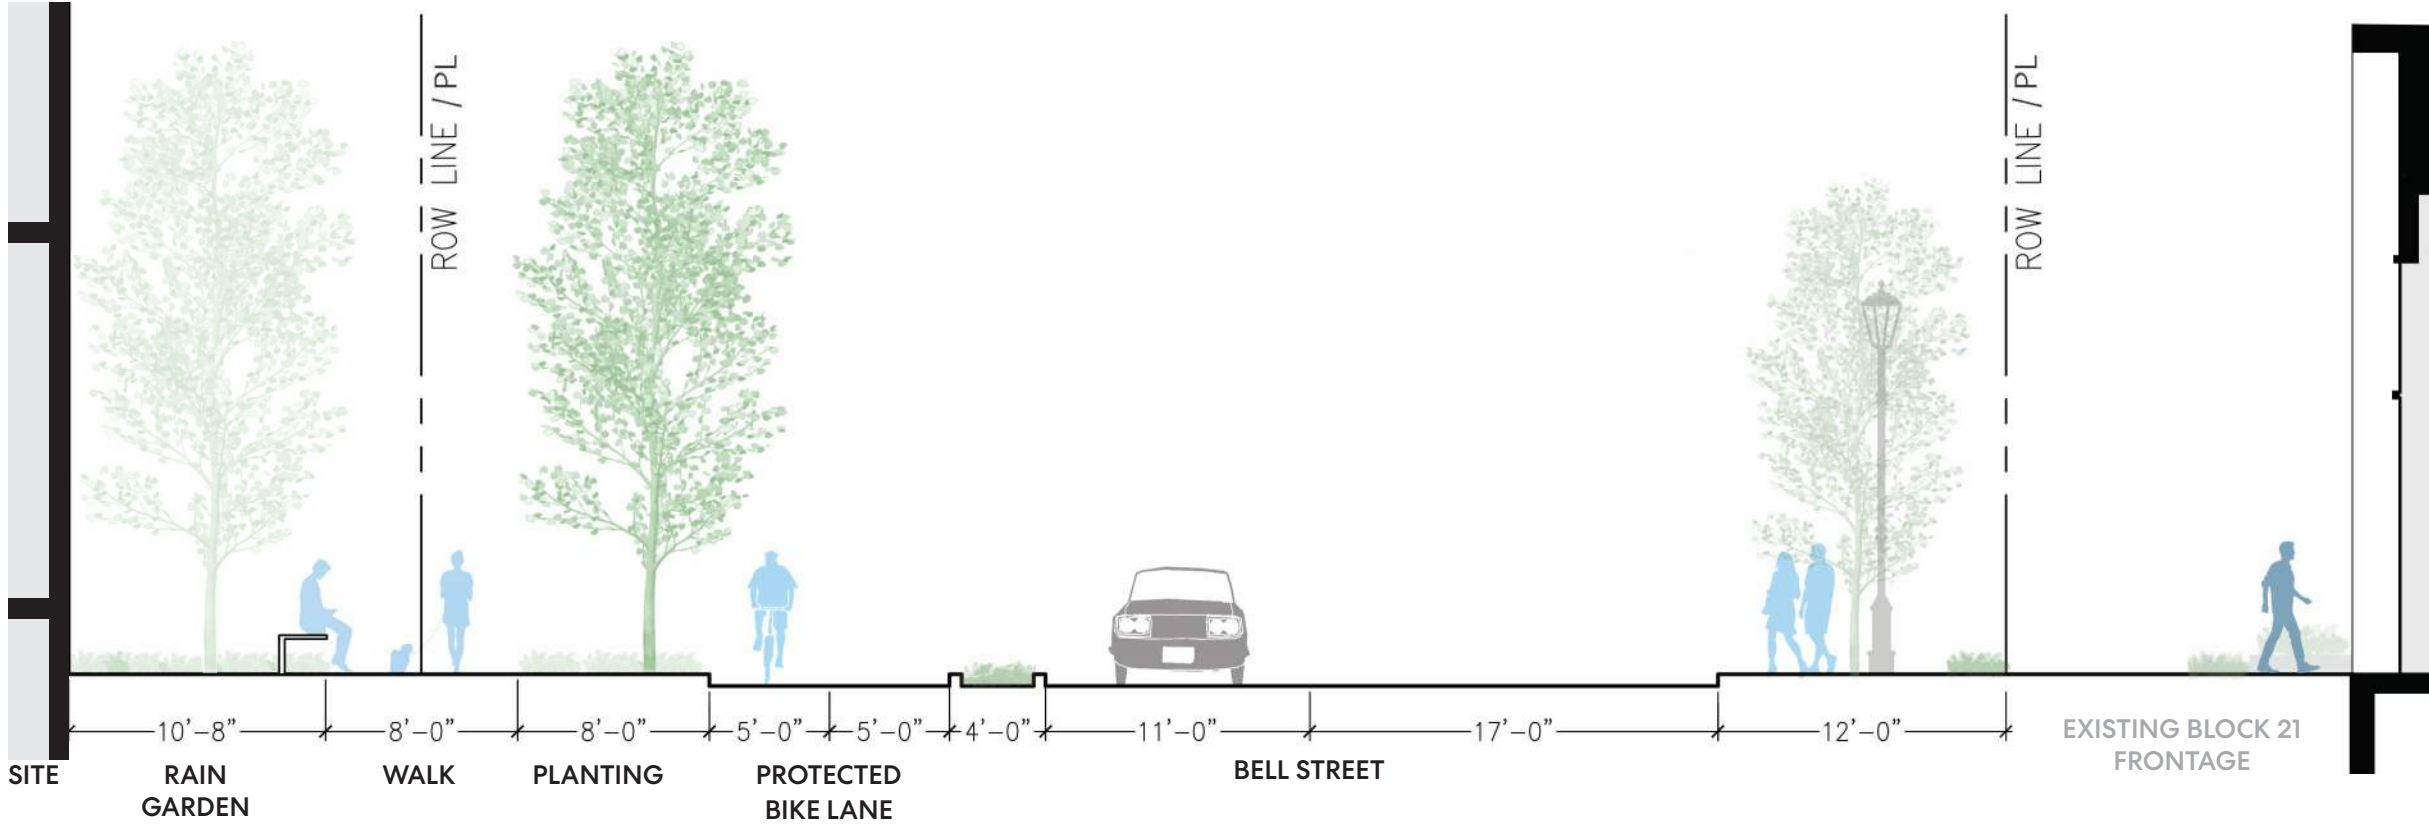 ROW LINE / PL
ROW LINE / PL
10'-8"
8'-0"
8'-0"
5'-0"
5'-0"
4'-0"
11'-0"
17'-0"
12'-0"
EXISTING BLOCK 21
FRONTAGE
SITE
RAIN
GARDEN
WALK
PLANTING
PROTECTED
BIKE LANE
BELL STREET